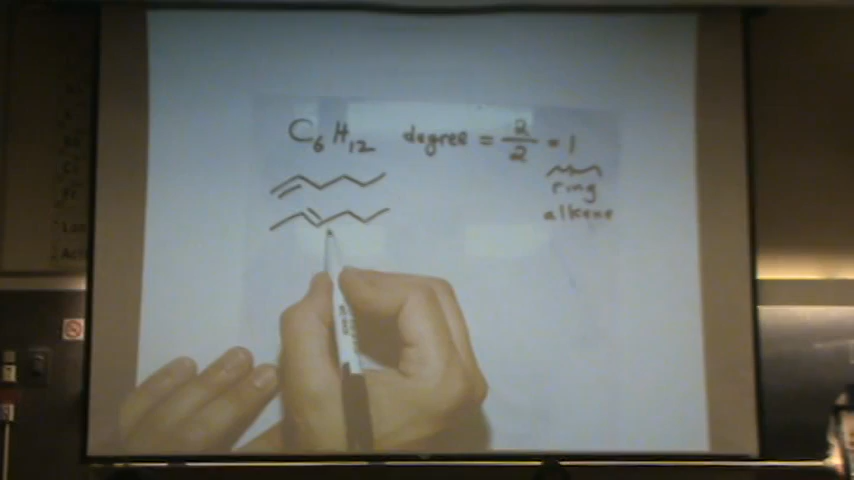 C6H12 degree = 2/2 = 1
ring
alkene